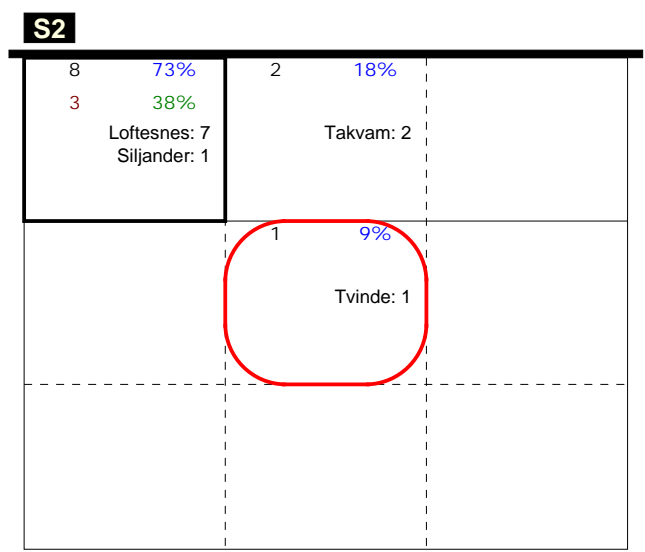 S2
8 73% 2 18%
3 38%
Loftesnes: 7 Takvam: 2
Siljander: 1
1 9%
Tvinde: 1